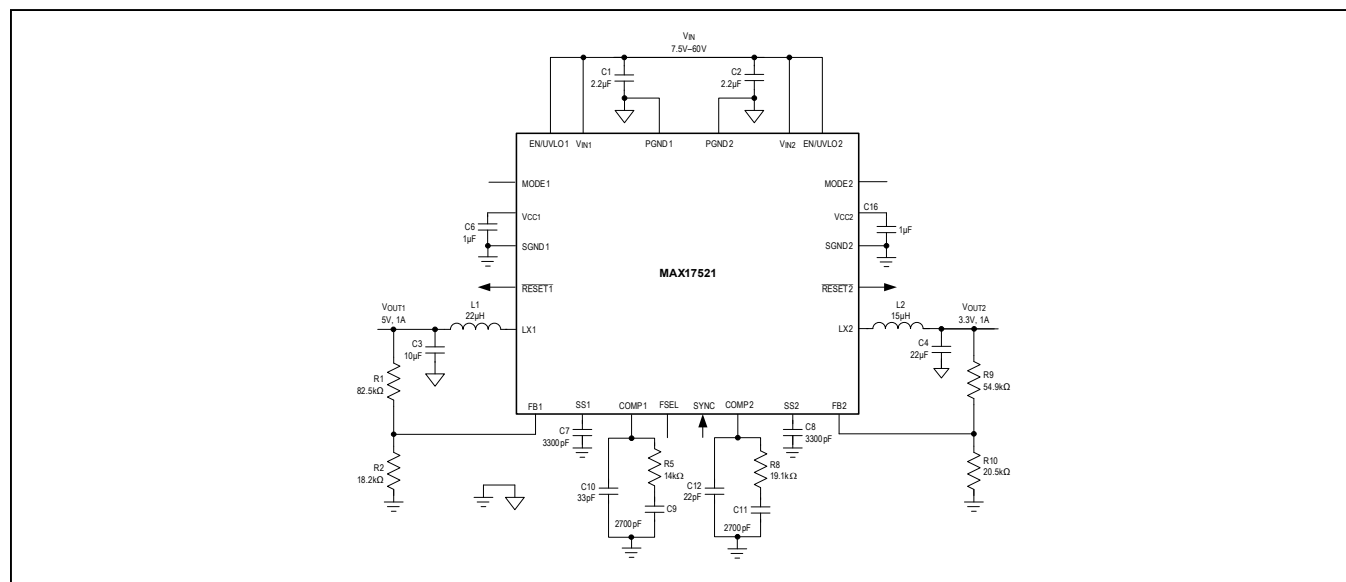 VIN
7.5V–60V
C1
2.2µF
C2
2.2µF
EN/UVLO1
VIN1
PGND1
PGND2
VIN2
EN/UVLO2
MODE1
MODE2
VCC1
C6
1µF
C16
VCC2
1µF
SGND1
SGND2
MAX17521
RESET1
RESET2
VOUT1
5V, 1A
L1
22µH
LX1
LX2
L2
15µH
VOUT2
3.3V, 1A
C3
10µF
C4
22µF
R1
82.5kΩ
R9
54.9kΩ
FB1
SS1
COMP1
FSEL
SYNC
COMP2
SS2
FB2
C7
3300pF
C8
3300pF
R2
18.2kΩ
R5
14kΩ
C10
33pF
C9
2700pF
R8
19.1kΩ
C12
22pF
C11
2700pF
R10
20.5kΩ